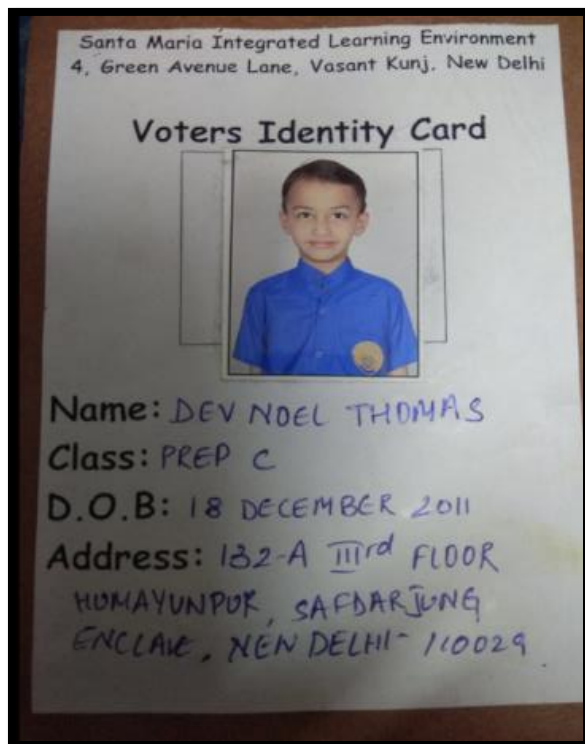 Santa Maria Integrated Learning Environment
4, Green Avenue Lane, Vasant Kunj, New Delhi
Voters Identity Card
Name: DEV NOEL THOMAS
Class: PREP C
D.O.B: 18 DECEMBER 2011
Address: 132-A IIIrd FLOOR
HUMAYUNPUR, SAFDARJUNG
ENCLAVE, NEW DELHI- 110029